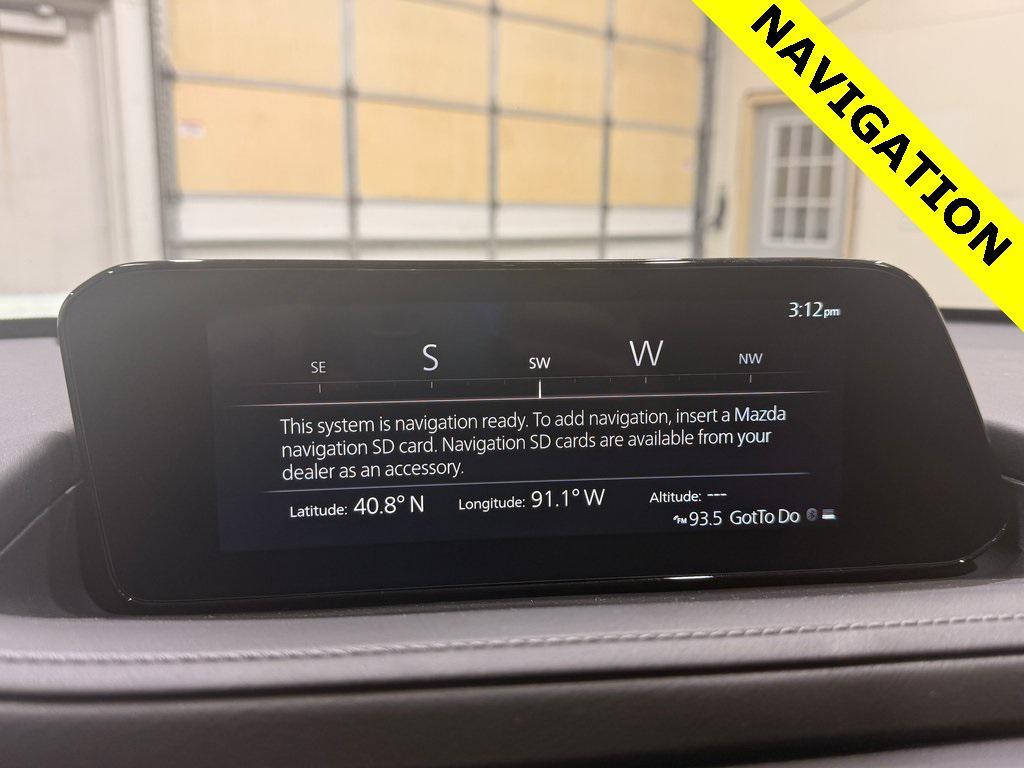 NAVIGATION
3:12pm
SE S SW W NW
This system is navigation ready. To add navigation, insert a Mazda
navigation SD card. Navigation SD cards are available from your
dealer as an accessory.
Latitude: 40.8° N Longitude: 91.1° W Altitude: ---
FM 93.5 GotTo Do